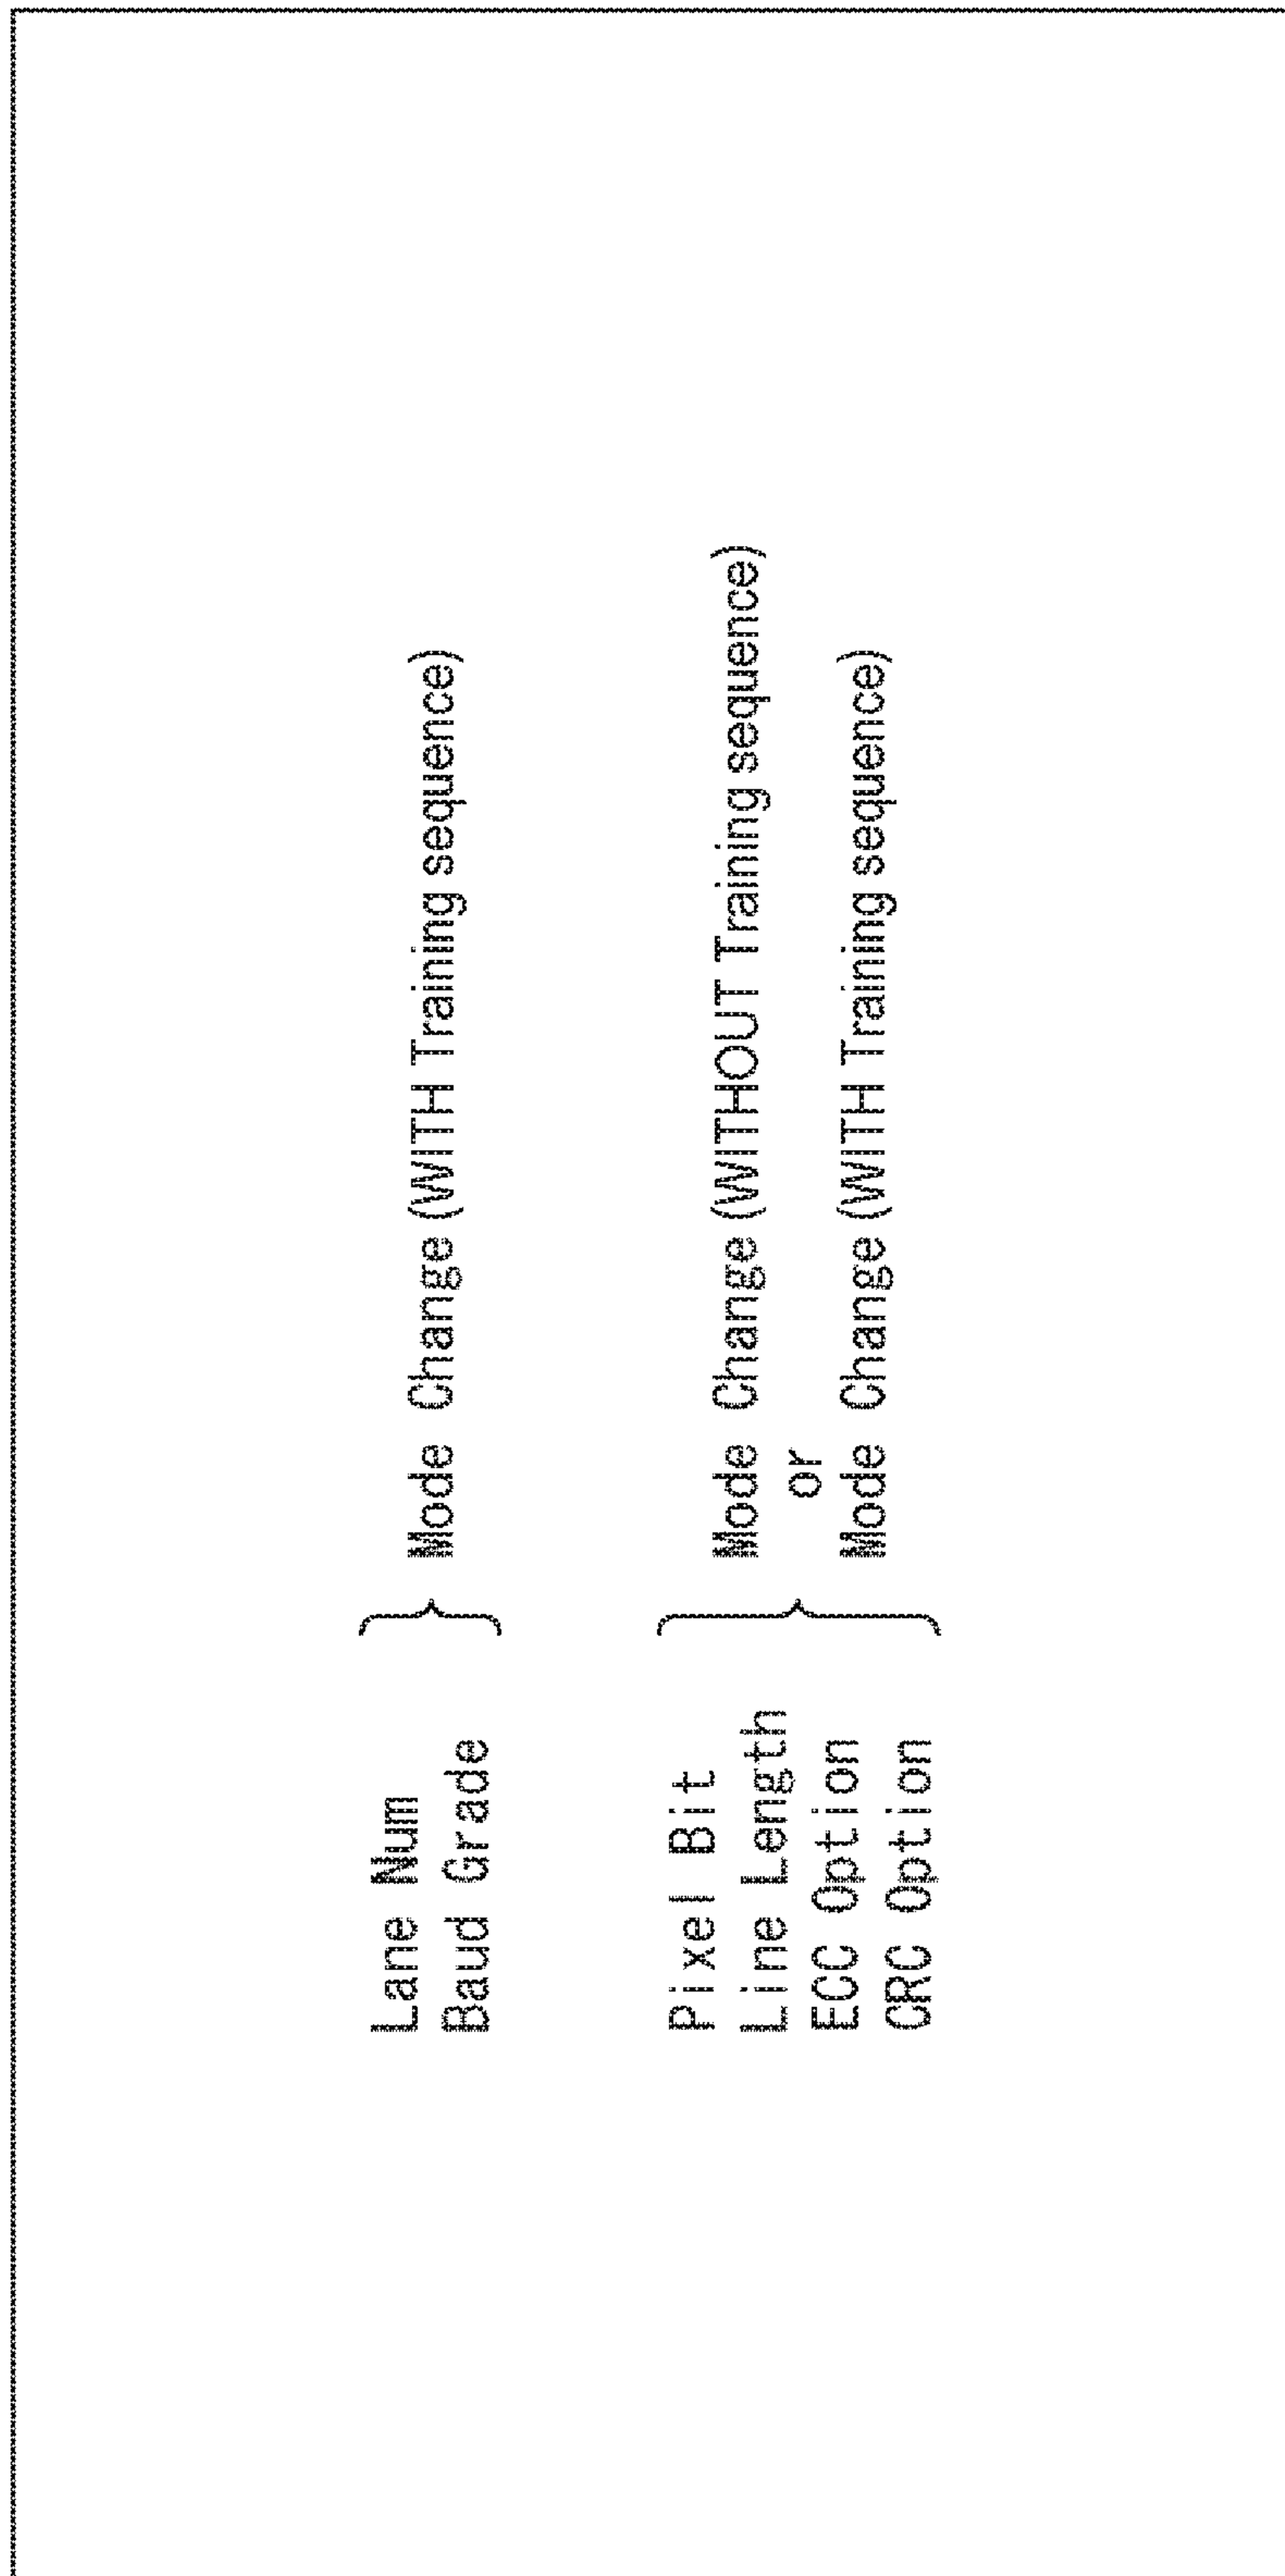 Lane Num
Baud Grade
Mode Change (WITH Training sequence)
Pixel Bit
Line Length
ECC Option
CRC Option
Mode Change (WITHOUT Training sequence)
or
Mode Change (WITH Training sequence)